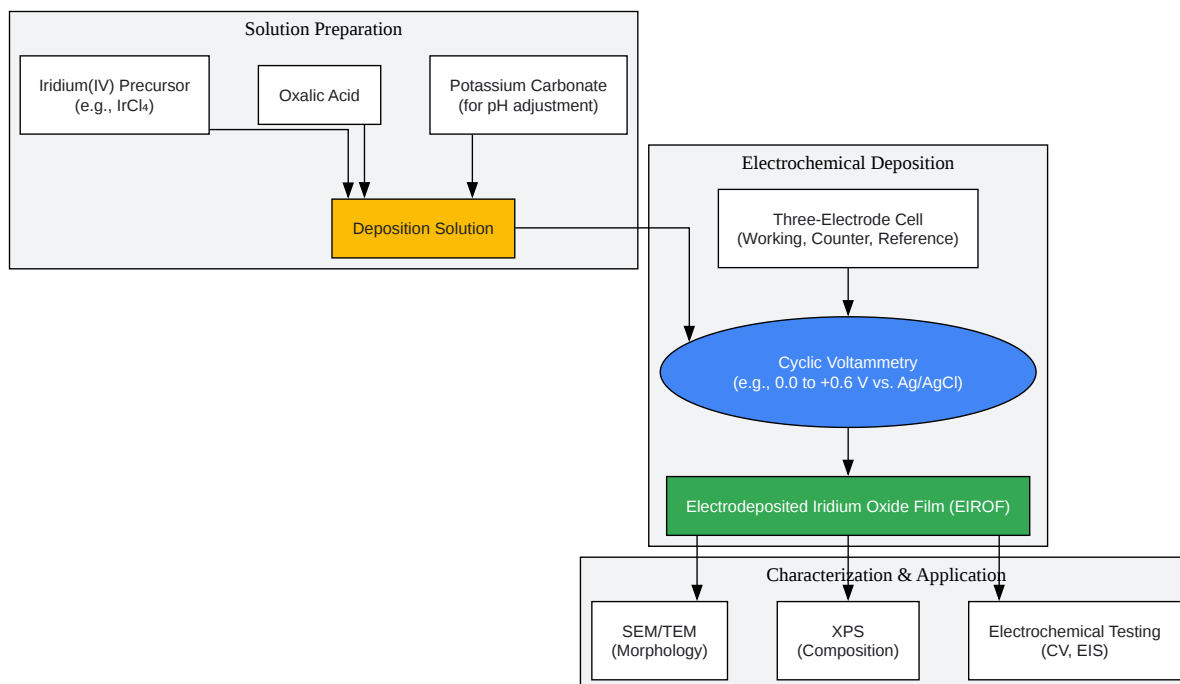 Solution Preparation
Iridium(IV) Precursor
(e.g., IrCl₄)
Oxalic Acid
Potassium Carbonate
(for pH adjustment)
Deposition Solution
Electrochemical Deposition
Three-Electrode Cell
(Working, Counter, Reference)
Cyclic Voltammetry
(e.g., 0.0 to +0.6 V vs. Ag/AgCl)
Electrodeposited Iridium Oxide Film (EIROF)
Characterization & Application
SEM/TEM
(Morphology)
XPS
(Composition)
Electrochemical Testing
(CV, EIS)